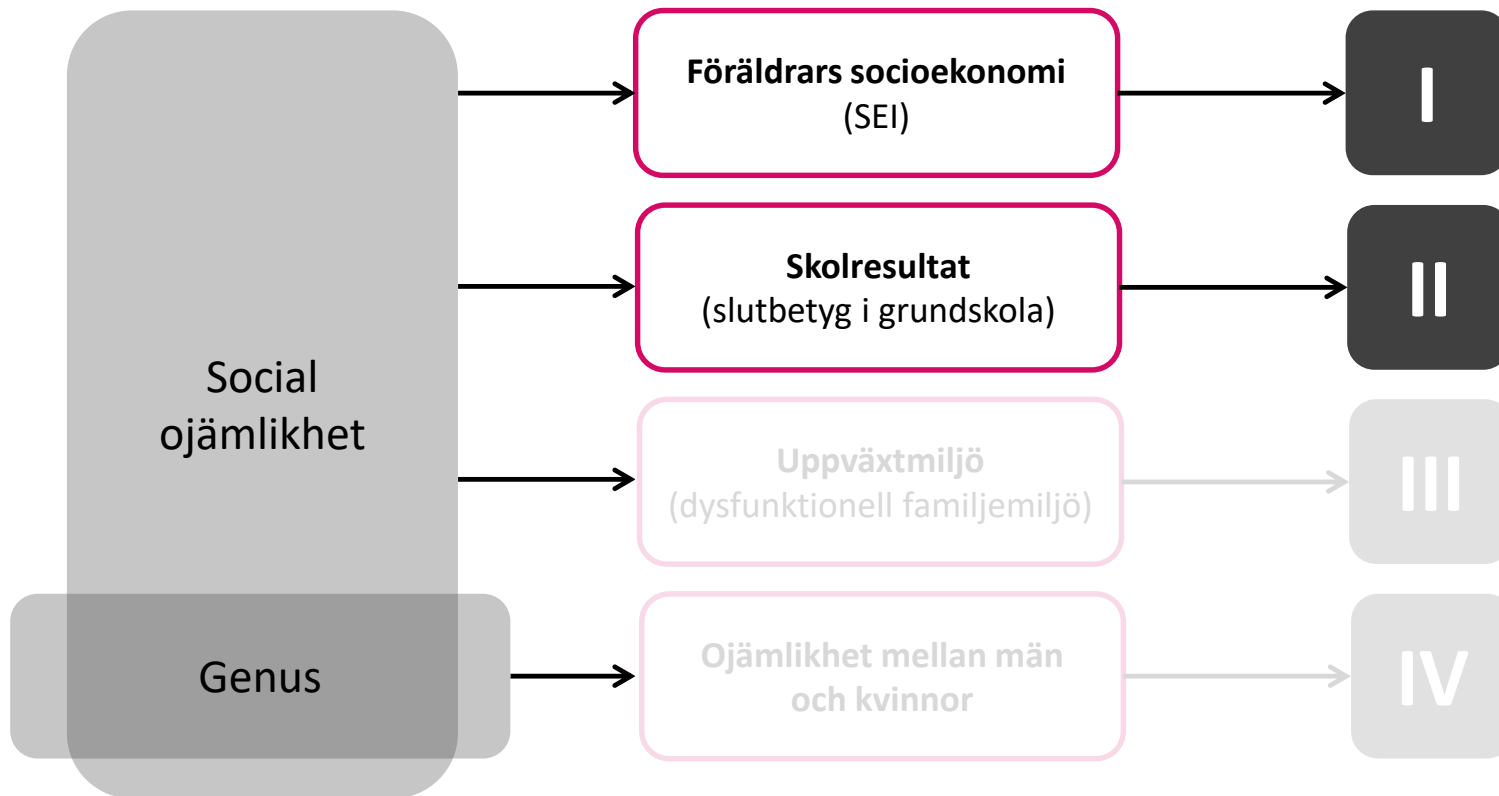 Föräldrars socioekonomi
(SEI)
I
Skolresultat
(slutbetyg i grundskola)
II
Social
ojämlikhet
Uppväxtmiljö
(dysfunktionell familjemiljö)
III
Genus
Ojämlikhet mellan män
och kvinnor
IV